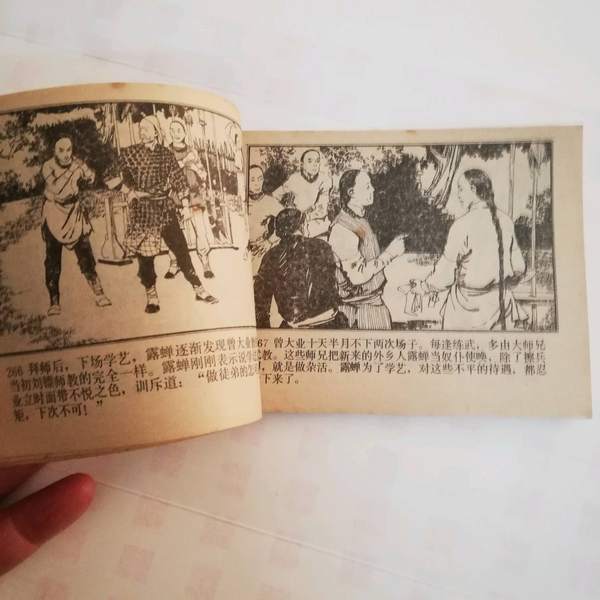 266 拜师后，下场学艺，露蝉逐渐发现曾大业
当初刘镖师教的完全一样。露蝉刚刚表示说
业立时面带不悦之色，训斥道：“做徒弟的怎
矩，下次不可！”
67 曾大业十天半月不下两次场子。每逢练武，多由大师兄
教。这些师兄把新来的外乡人露蝉当奴仆使唤，除了擦兵
，就是做杂活。露蝉为了学艺，对这些不平的待遇，都忍
下来了。